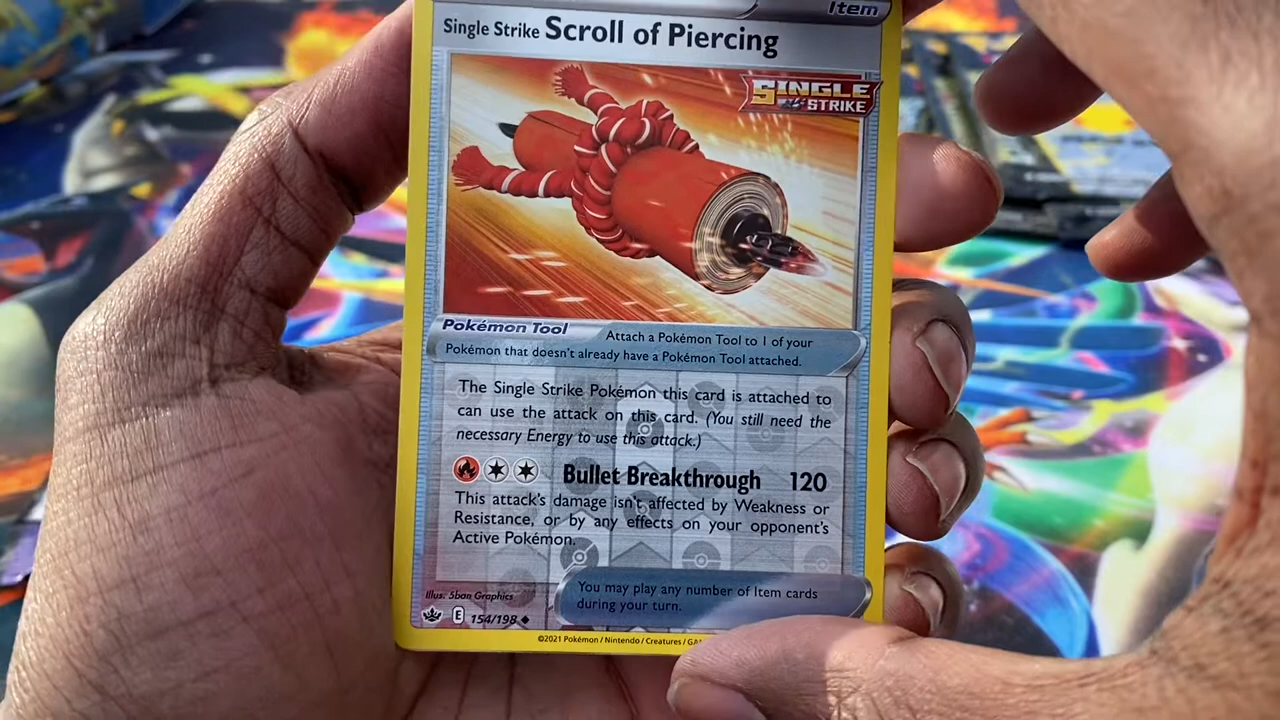 Item
Single Strike Scroll of Piercing
SINGLE
STRIKE
Pokémon Tool
Attach a Pokémon Tool to 1 of your
Pokémon that doesn't already have a Pokémon Tool attached.
The Single Strike Pokémon this card is attached to
can use the attack on this card. (You still need the
necessary Energy to use this attack.)
Bullet Breakthrough 120
This attack's damage isn't affected by Weakness or
Resistance, or by any effects on your opponent's
Active Pokémon.
You may play any number of Item cards
during your turn.
Illus. 5ban Graphics
E 154/198
©2021 Pokémon / Nintendo / Creatures /